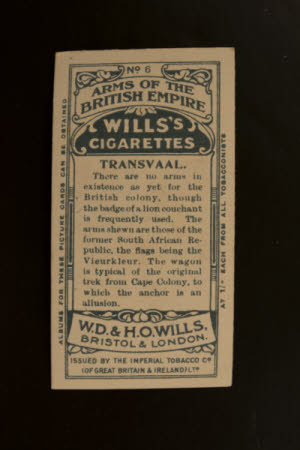 No 6
ARMS OF THE
BRITISH EMPIRE
WILLS'S
CIGARETTES
TRANSVAAL.
There are no arms in
existence as yet for the
British colony, though
the badge of a lion couchant
is frequently used. The
arms shewn are those of the
former South African Re-
public, the flags being the
Vieurkleur. The wagon
is typical of the original
trek from Cape Colony, to
which the anchor is an
allusion.
W.D. & H.O. WILLS,
BRISTOL & LONDON.
ISSUED BY THE IMPERIAL TOBACCO Co
(OF GREAT BRITAIN & IRELAND) LTD
ALBUMS FOR THESE PICTURE CARDS CAN BE OBTAINED
AT 1/- EACH FROM ALL TOBACCONISTS